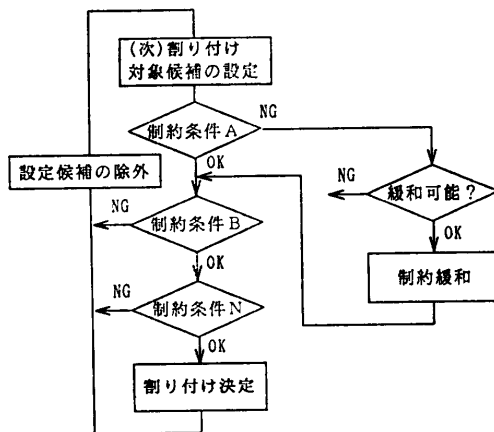 (次)割り付け
対象候補の設定
NG
制約条件A
OK
設定候補の除外
NG
緩和可能？
NG
制約条件B
OK
OK
制約緩和
NG
制約条件N
OK
割り付け決定